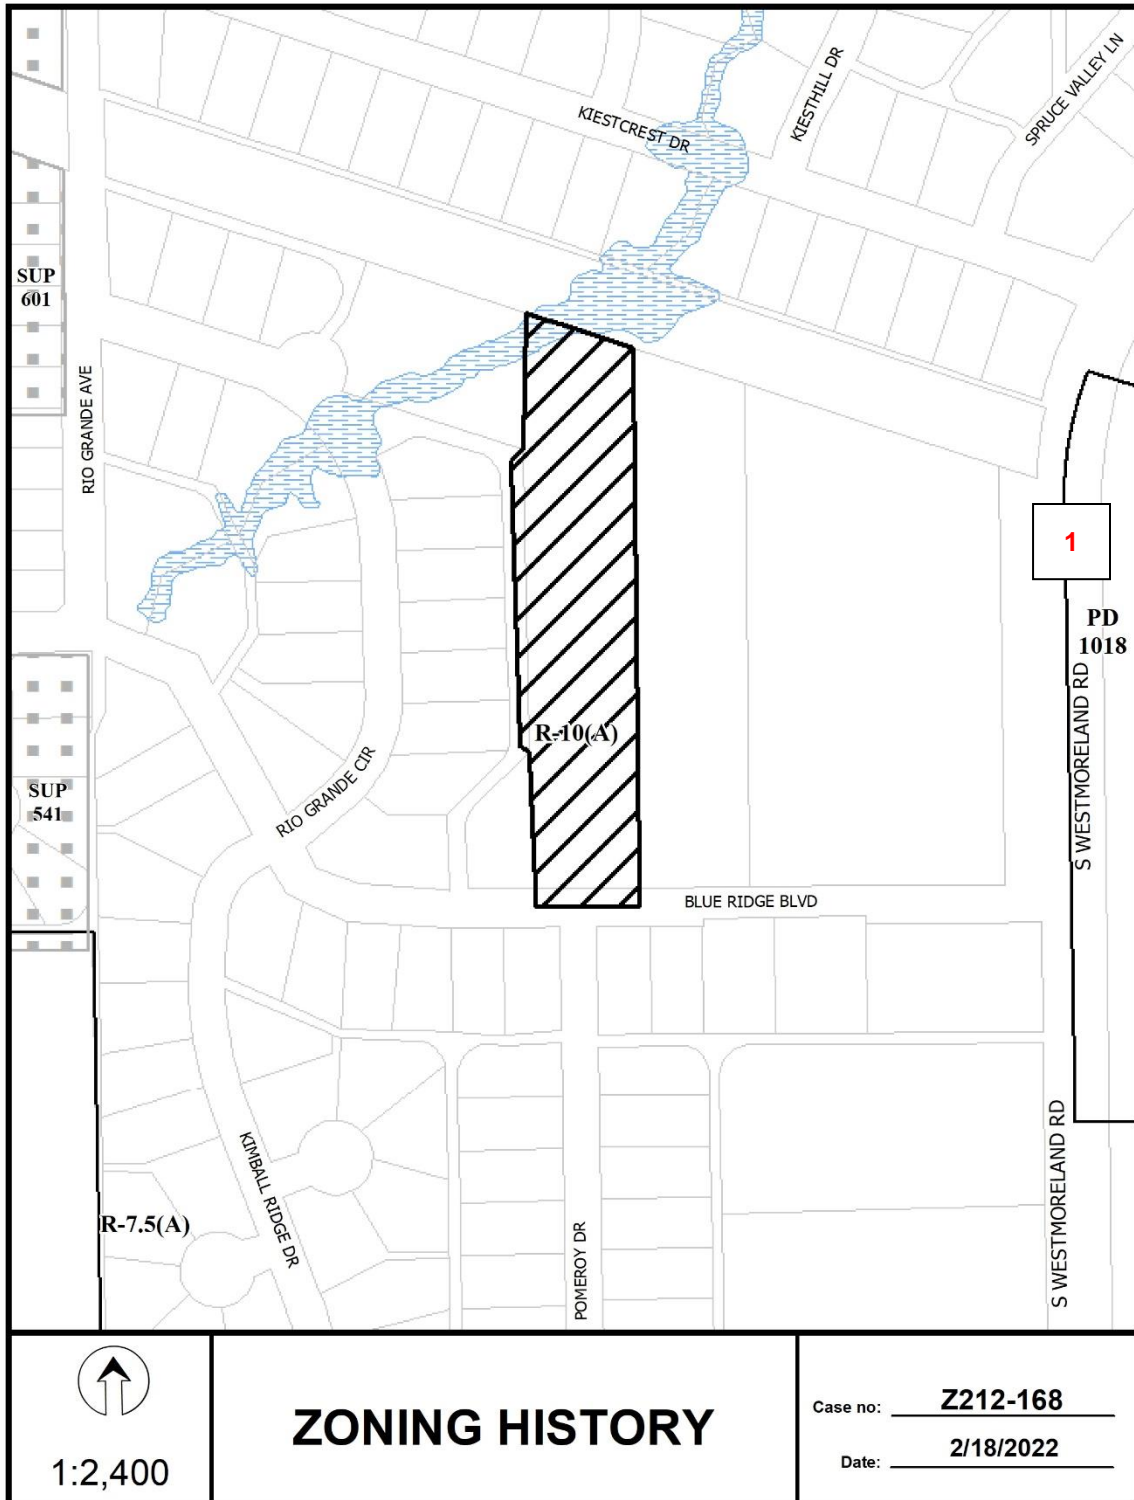 KIESTCREST DR
KIESTHILL DR
SPRUCE VALLEY LN
SUP
601
RIO GRANDE AVE
1
PD
1018
R-10(A)
S WESTMORELAND RD
SUP
541
RIO GRANDE CIR
BLUE RIDGE BLVD
KIMBALL RIDGE DR
R-7.5(A)
POMEROY DR
S WESTMORELAND RD
1:2,400
ZONING HISTORY
Case no: Z212-168
Date: 2/18/2022